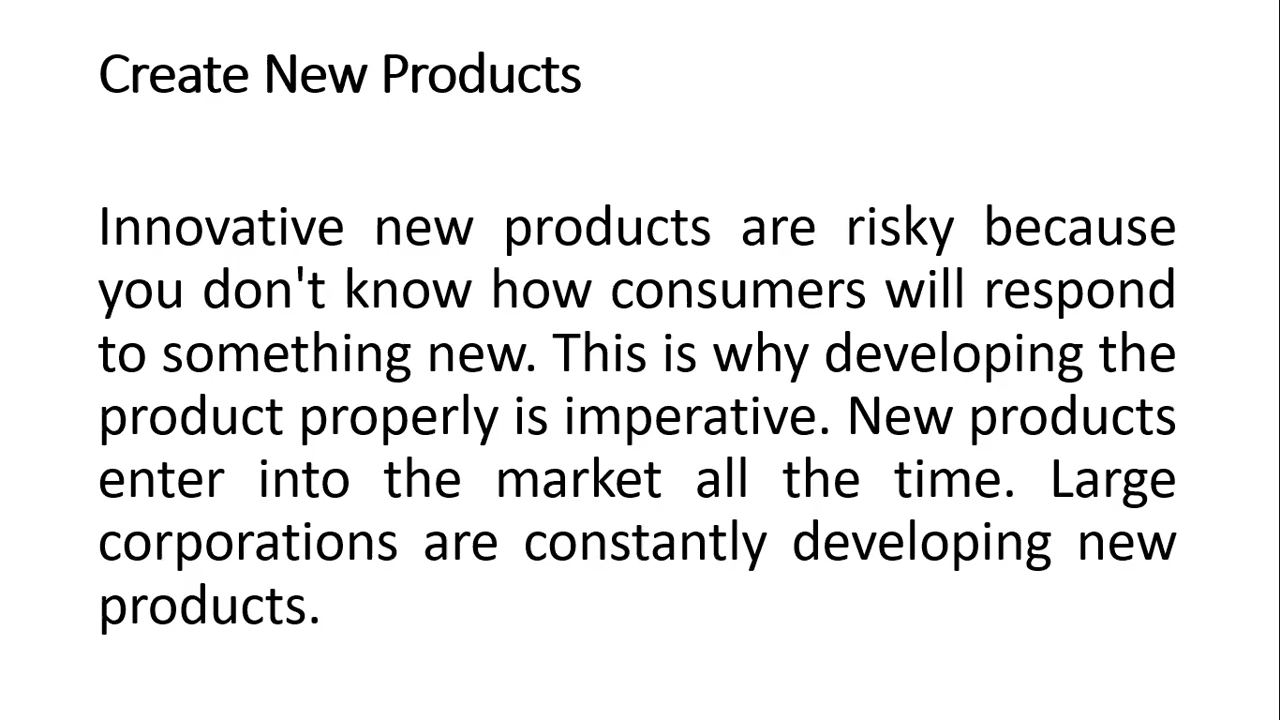 Create New Products
Innovative new products are risky because
you don't know how consumers will respond
to something new. This is why developing the
product properly is imperative. New products
enter into the market all the time. Large
corporations are constantly developing new
products.